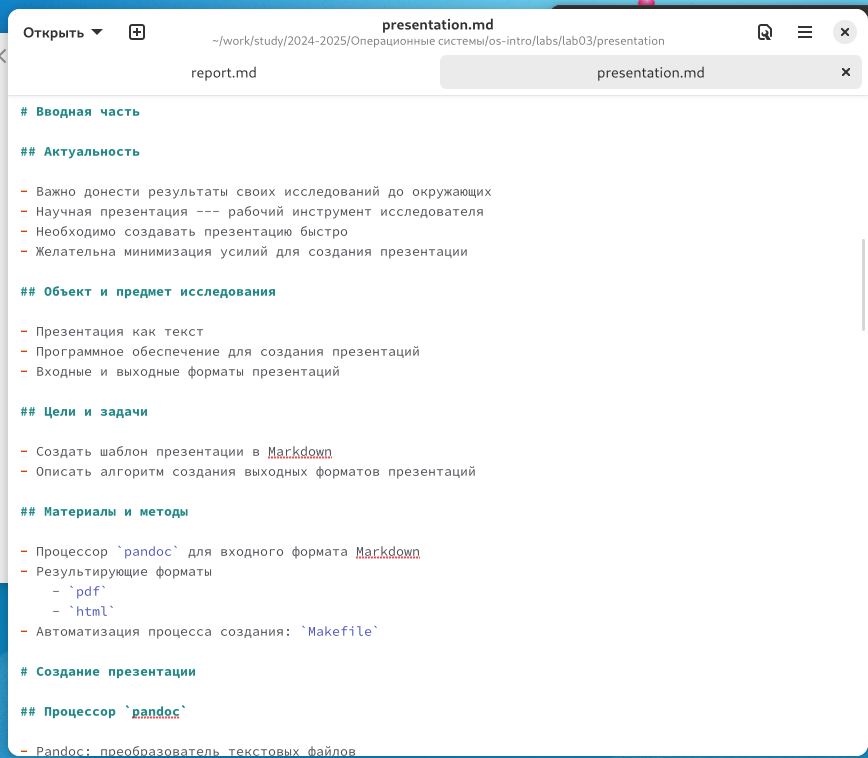 Открыть
presentation.md
~/work/study/2024-2025/Операционные системы/os-intro/labs/lab03/presentation
report.md
presentation.md
# Вводная часть
## Актуальность
- Важно донести результаты своих исследований до окружающих
- Научная презентация --- рабочий инструмент исследователя
- Необходимо создавать презентацию быстро
- Желательна минимизация усилий для создания презентации
## Объект и предмет исследования
- Презентация как текст
- Программное обеспечение для создания презентаций
- Входные и выходные форматы презентаций
## Цели и задачи
- Создать шаблон презентации в Markdown
- Описать алгоритм создания выходных форматов презентаций
## Материалы и методы
- Процессор `pandoc` для входного формата Markdown
- Результирующие форматы
    - `pdf`
    - `html`
- Автоматизация процесса создания: `Makefile`
# Создание презентации
## Процессор `pandoc`
- Pandoc: преобразователь текстовых файлов